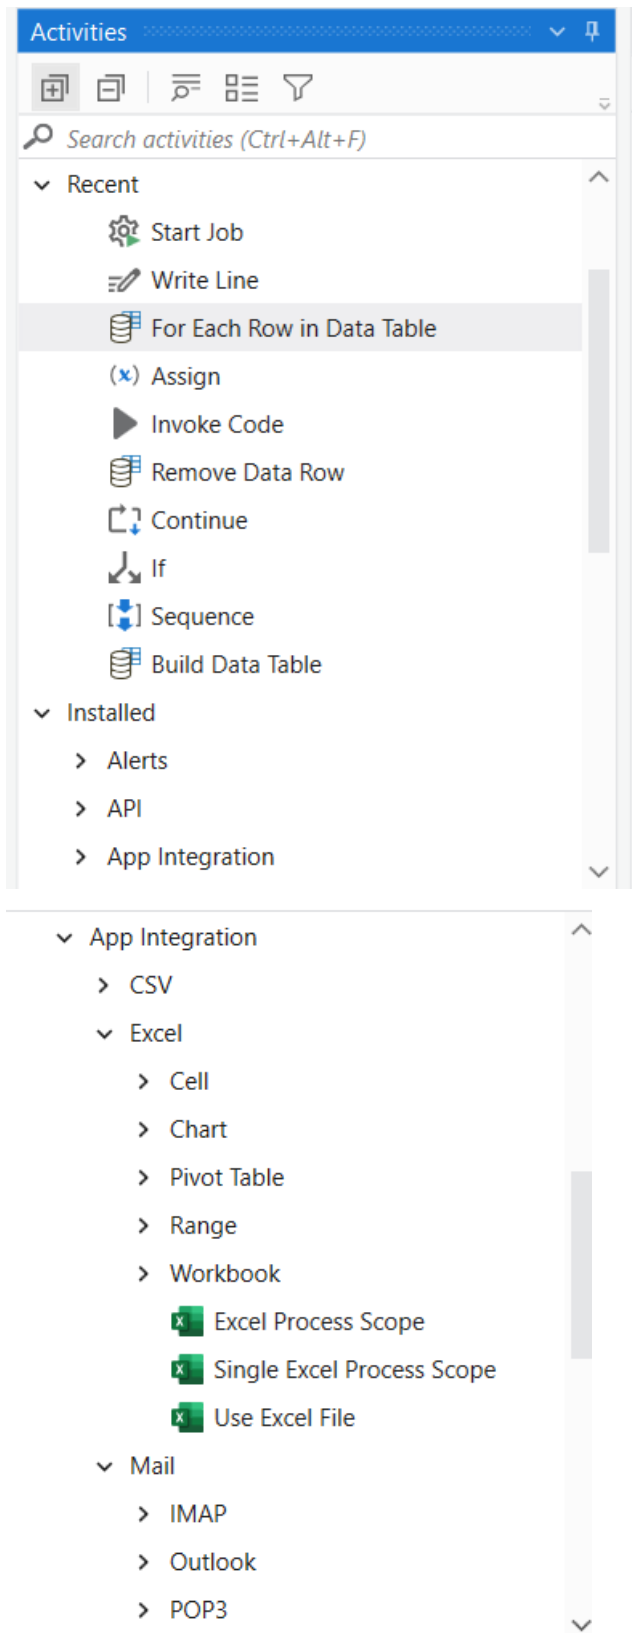 Activities
Search activities (Ctrl+Alt+F)
Recent
Start Job
Write Line
For Each Row in Data Table
Assign
Invoke Code
Remove Data Row
Continue
If
Sequence
Build Data Table
Installed
Alerts
API
App Integration
App Integration
CSV
Excel
Cell
Chart
Pivot Table
Range
Workbook
Excel Process Scope
Single Excel Process Scope
Use Excel File
Mail
IMAP
Outlook
POP3